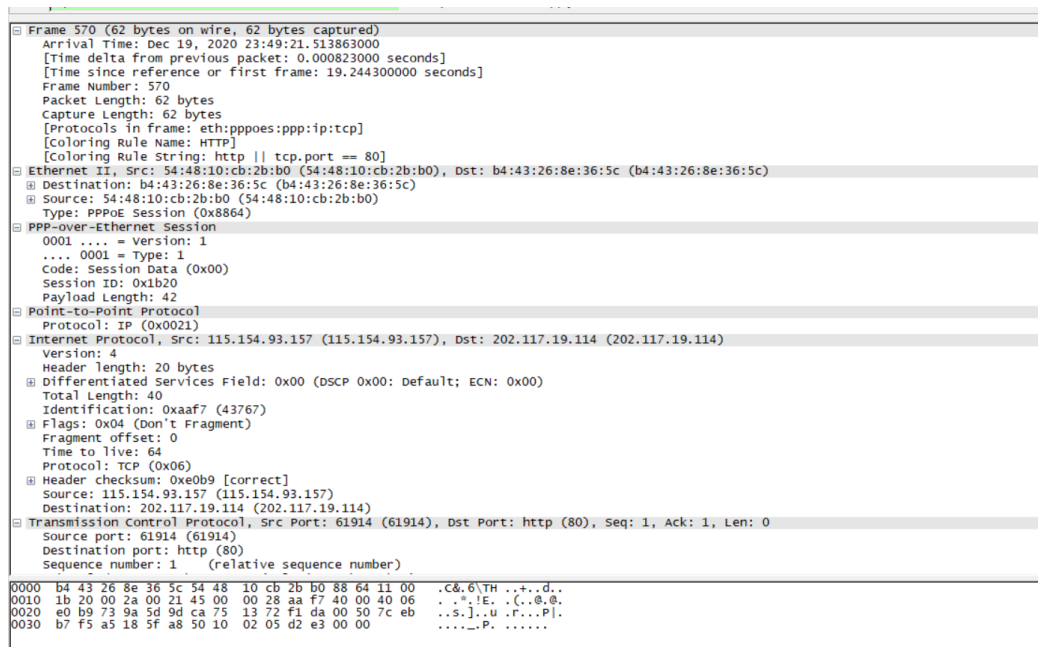 Frame 570 (62 bytes on wire, 62 bytes captured)
Arrival Time: Dec 19, 2020 23:49:21.513863000
[Time delta from previous packet: 0.000823000 seconds]
[Time since reference or first frame: 19.244300000 seconds]
Frame Number: 570
Packet Length: 62 bytes
Capture Length: 62 bytes
[Protocols in frame: eth:pppoes:ppp:ip:tcp]
[Coloring Rule Name: HTTP]
[Coloring Rule String: http || tcp.port == 80]
Ethernet II, Src: 54:48:10:cb:2b:b0 (54:48:10:cb:2b:b0), Dst: b4:43:26:8e:36:5c (b4:43:26:8e:36:5c)
Destination: b4:43:26:8e:36:5c (b4:43:26:8e:36:5c)
Source: 54:48:10:cb:2b:b0 (54:48:10:cb:2b:b0)
Type: PPPoE Session (0x8864)
PPP-over-Ethernet Session
0001 .... = Version: 1
.... 0001 = Type: 1
Code: Session Data (0x00)
Session ID: 0x1b20
Payload Length: 42
Point-to-Point Protocol
Protocol: IP (0x0021)
Internet Protocol, Src: 115.154.93.157 (115.154.93.157), Dst: 202.117.19.114 (202.117.19.114)
Version: 4
Header length: 20 bytes
Differentiated Services Field: 0x00 (DSCP 0x00: Default; ECN: 0x00)
Total Length: 40
Identification: 0xaaf7 (43767)
Flags: 0x04 (Don't Fragment)
Fragment offset: 0
Time to live: 64
Protocol: TCP (0x06)
Header checksum: 0xe0b9 [correct]
Source: 115.154.93.157 (115.154.93.157)
Destination: 202.117.19.114 (202.117.19.114)
Transmission Control Protocol, Src Port: 61914 (61914), Dst Port: http (80), Seq: 1, Ack: 1, Len: 0
Source port: 61914 (61914)
Destination port: http (80)
Sequence number: 1 (relative sequence number)
0000 b4 43 26 8e 36 5c 54 48 10 cb 2b b0 88 64 11 00 .C&.6\TH ..+..d..
0010 1b 20 00 2a 00 21 45 00 00 28 aa f7 40 00 40 06 . .*.!E. .(..@.@.
0020 e0 b9 73 9a 5d 9d ca 75 13 72 f1 da 00 50 7c eb ..s.]..u .r...P|.
0030 b7 f5 a5 18 5f a8 50 10 02 05 d2 e3 00 00 ...._.P. ......